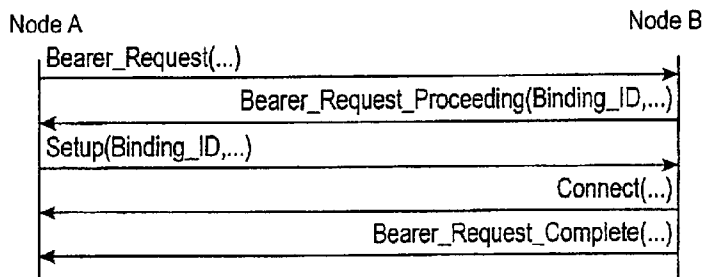 Node A
Node B
Bearer_Request(...)
Bearer_Request_Proceeding(Binding_ID,...)
Setup(Binding_ID,...)
Connect(...)
Bearer_Request_Complete(...)